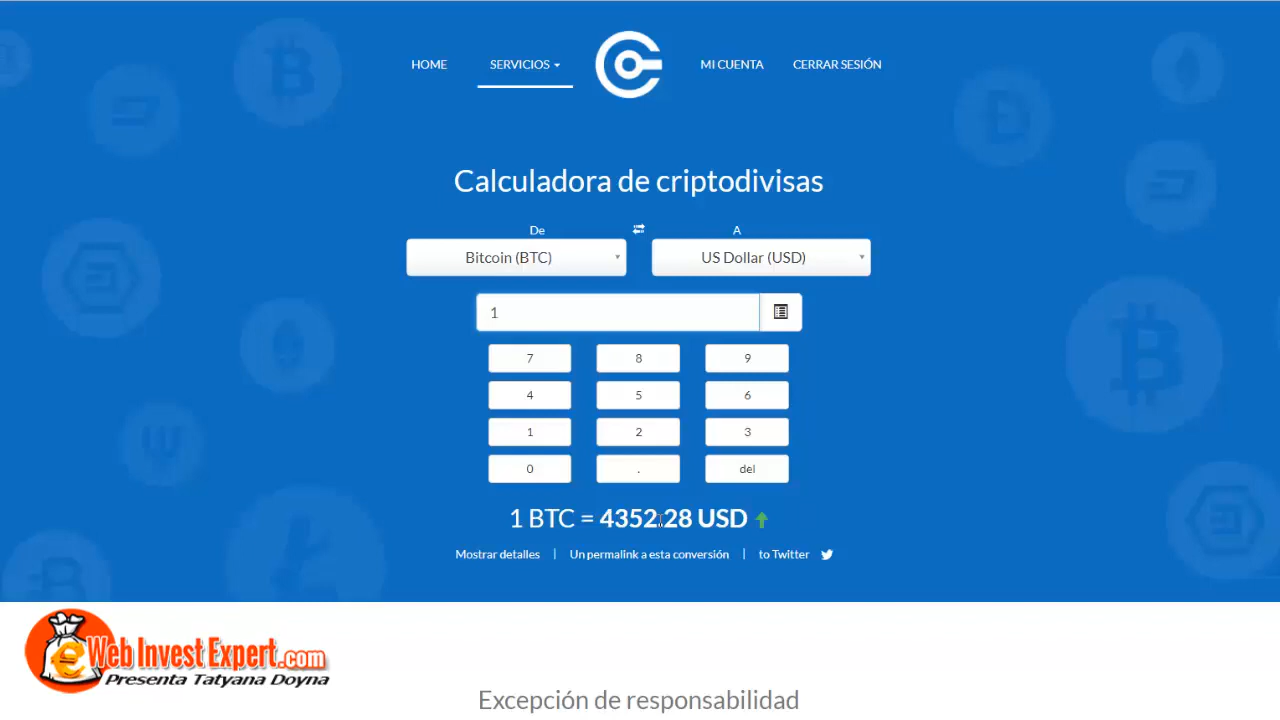 HOME
SERVICIOS
MI CUENTA
CERRAR SESIÓN
Calculadora de criptodivisas
De
A
Bitcoin (BTC)
US Dollar (USD)
1
7 8 9
4 5 6
1 2 3
0 . del
1 BTC = 4352.28 USD
Mostrar detalles | Un permalink a esta conversión | to Twitter
Web Invest Expert.com
Presenta Tatyana Doyna
Excepción de responsabilidad